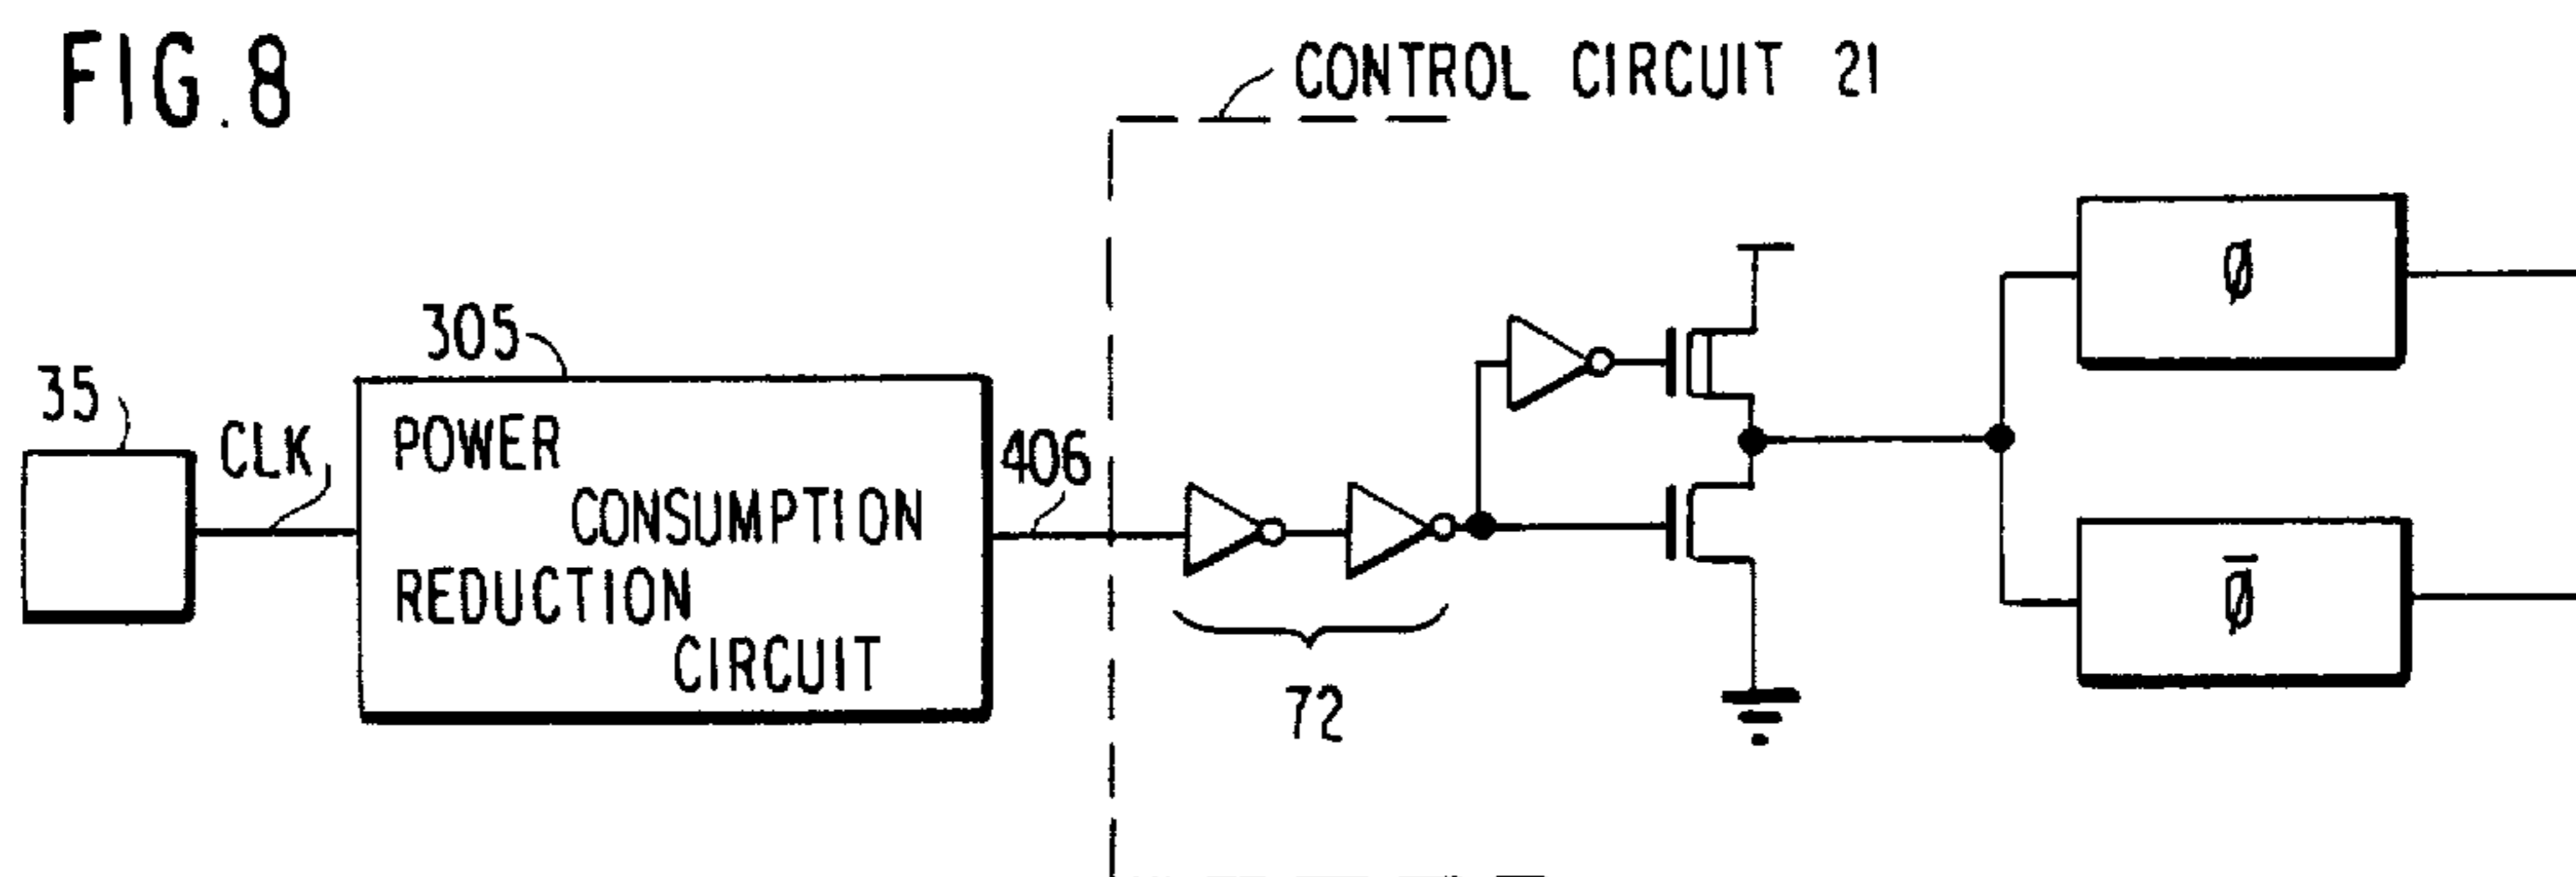 FIG.8
CONTROL CIRCUIT 21
305
35
CLK
POWER
CONSUMPTION
REDUCTION
CIRCUIT
406
72
Ø
Ø̅